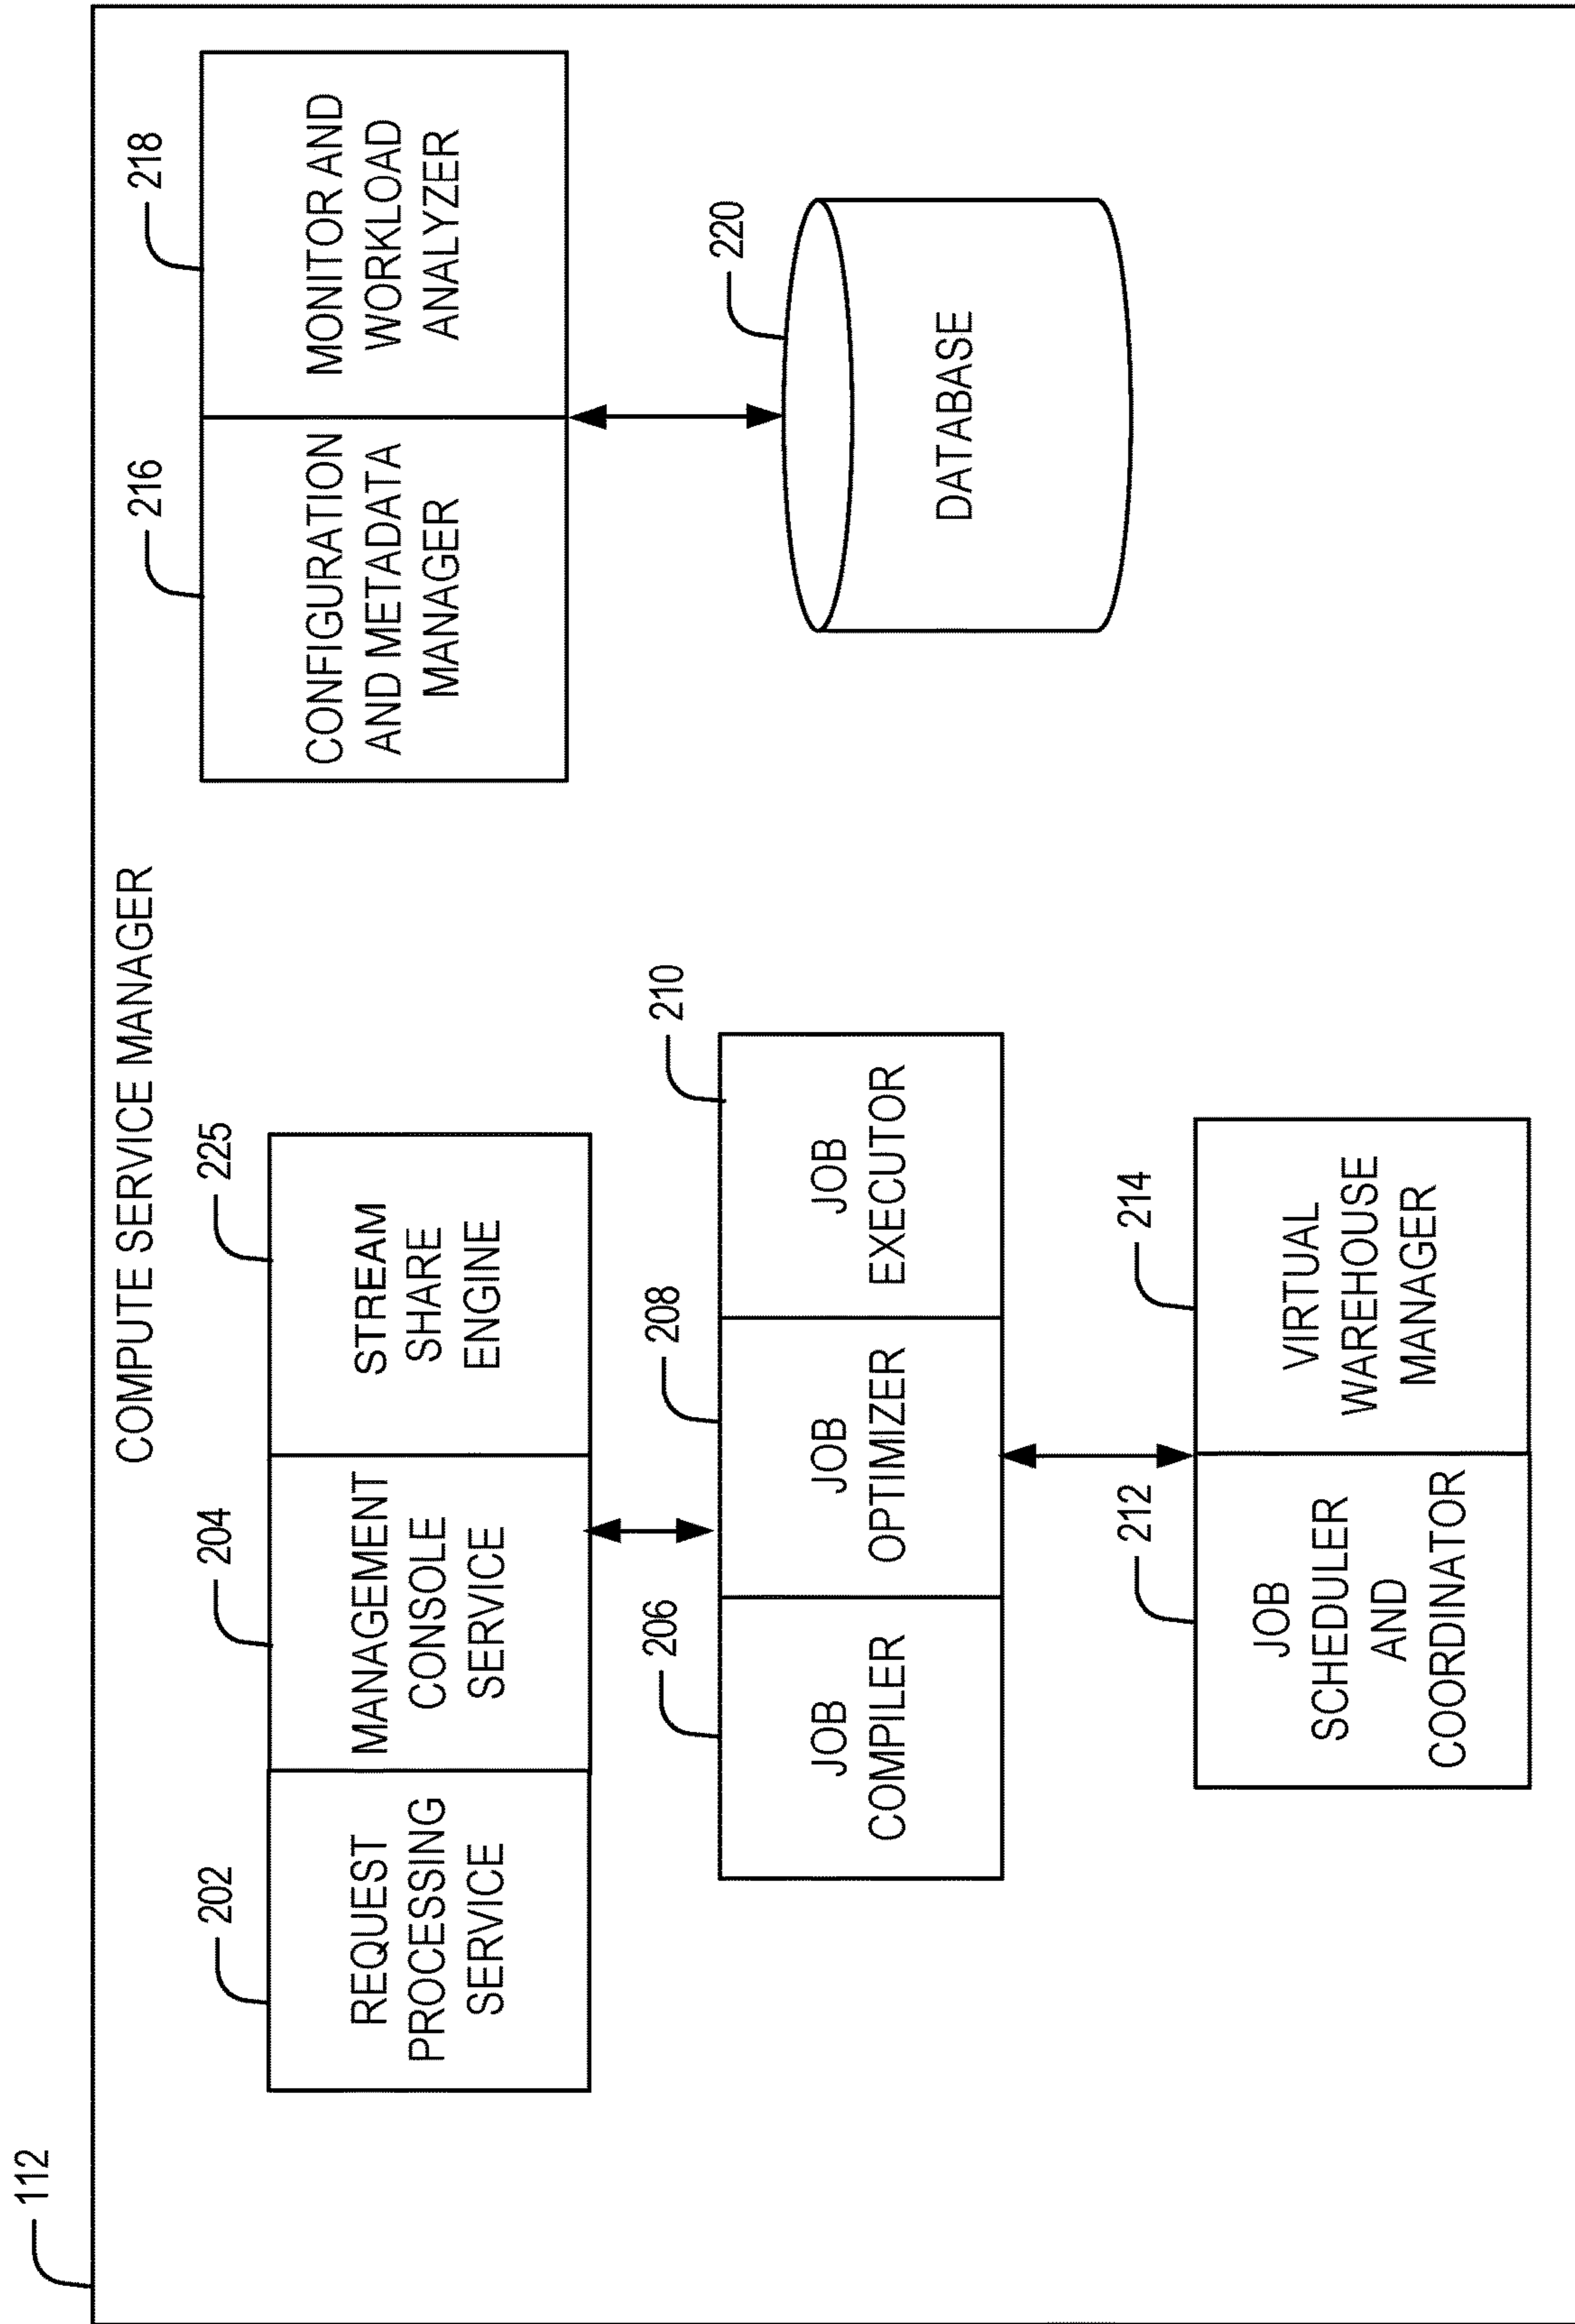 112
COMPUTE SERVICE MANAGER
202
REQUEST
PROCESSING
SERVICE
204
MANAGEMENT
CONSOLE
SERVICE
225
STREAM
SHARE
ENGINE
206
JOB
COMPILER
208
JOB
OPTIMIZER
210
JOB
EXECUTOR
212
JOB
SCHEDULER
AND
COORDINATOR
214
VIRTUAL
WAREHOUSE
MANAGER
216
CONFIGURATION
AND METADATA
MANAGER
218
MONITOR AND
WORKLOAD
ANALYZER
220
DATABASE